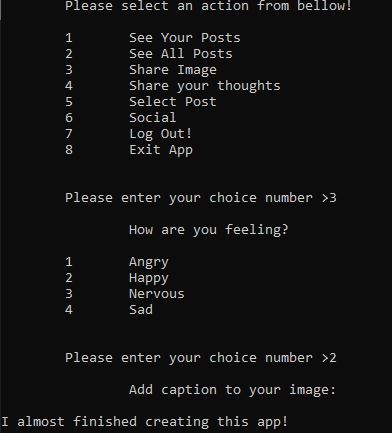 Please select an action from bellow!
1 See Your Posts
2 See All Posts
3 Share Image
4 Share your thoughts
5 Select Post
6 Social
7 Log Out!
8 Exit App
Please enter your choice number >3
How are you feeling?
1 Angry
2 Happy
3 Nervous
4 Sad
Please enter your choice number >2
Add caption to your image:
I almost finished creating this app!